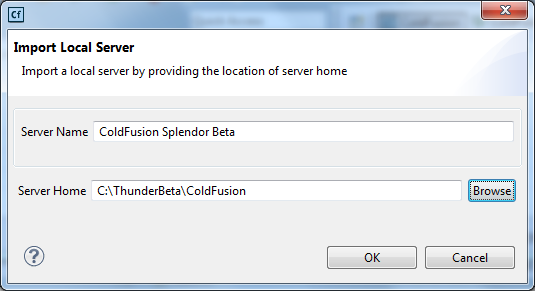 Cf
Import Local Server
Import a local server by providing the location of server home
Server Name ColdFusion Splendor Beta
Server Home C:\ThunderBeta\ColdFusion Browse
? OK Cancel